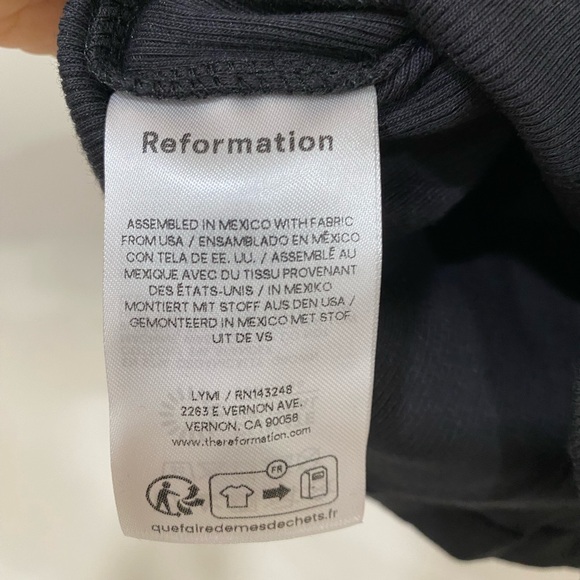 Reformation
ASSEMBLED IN MEXICO WITH FABRIC
FROM USA / ENSAMBLADO EN MÉXICO
CON TELA DE EE. UU. / ASSEMBLÉ AU
MEXIQUE AVEC DU TISSU PROVENANT
DES ÉTATS-UNIS / IN MEXIKO
MONTIERT MIT STOFF AUS DEN USA /
GEMONTEERD IN MEXICO MET STOF
UIT DE VS
LYMI / RN143248
2263 E VERNON AVE.
VERNON, CA 90058
www.thereformation.com
FR
quefairedemesdechets.fr